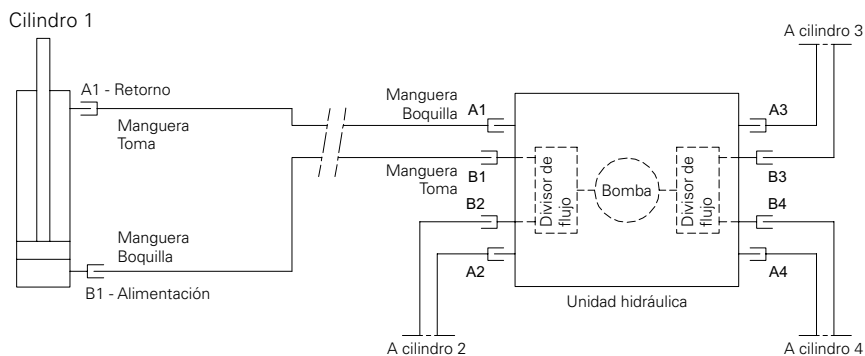 Cilindro 1
A cilindro 3
A1 - Retorno
Manguera
Toma
Manguera
Boquilla
A1
A3
Manguera
Toma
B1
B3
Divisor de
flujo
Bomba
Divisor de
flujo
B2
B4
Manguera
Boquilla
A2
A4
B1 - Alimentación
Unidad hidráulica
A cilindro 2
A cilindro 4